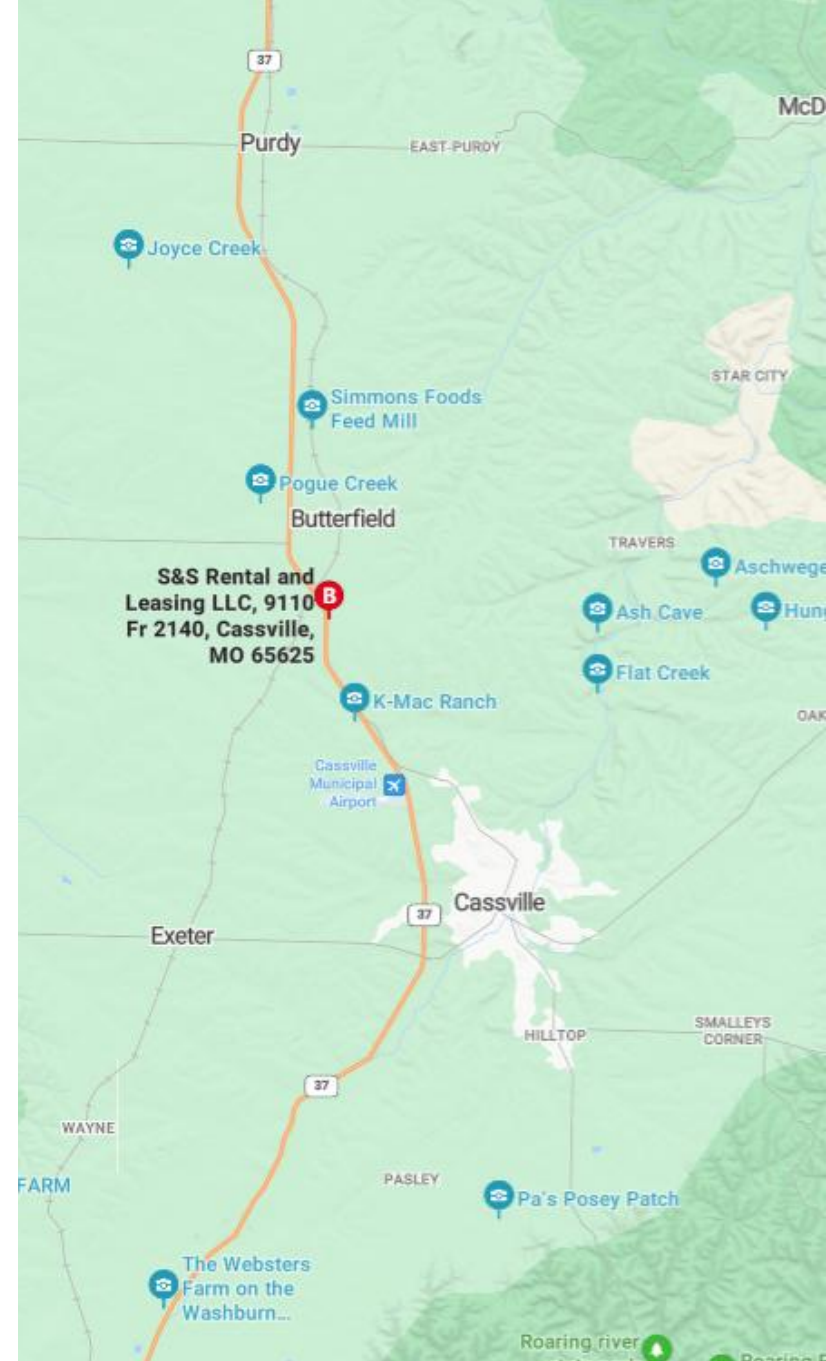 37
McD
Purdy
EAST PURDY
Joyce Creek
STAR CITY
Simmons Foods
Feed Mill
Pogue Creek
Butterfield
TRAVERS
Aschwege
S&S Rental and
Leasing LLC, 9110
Fr 2140, Cassville,
MO 65625
B
Ash Cave
Hung
Flat Creek
K-Mac Ranch
OAK
Cassville
Municipal
Airport
Cassville
37
Exeter
SMALLEYS
CORNER
HILLTOP
37
WAYNE
PASLEY
FARM
Pa's Posey Patch
The Websters
Farm on the
Washburn...
Roaring river